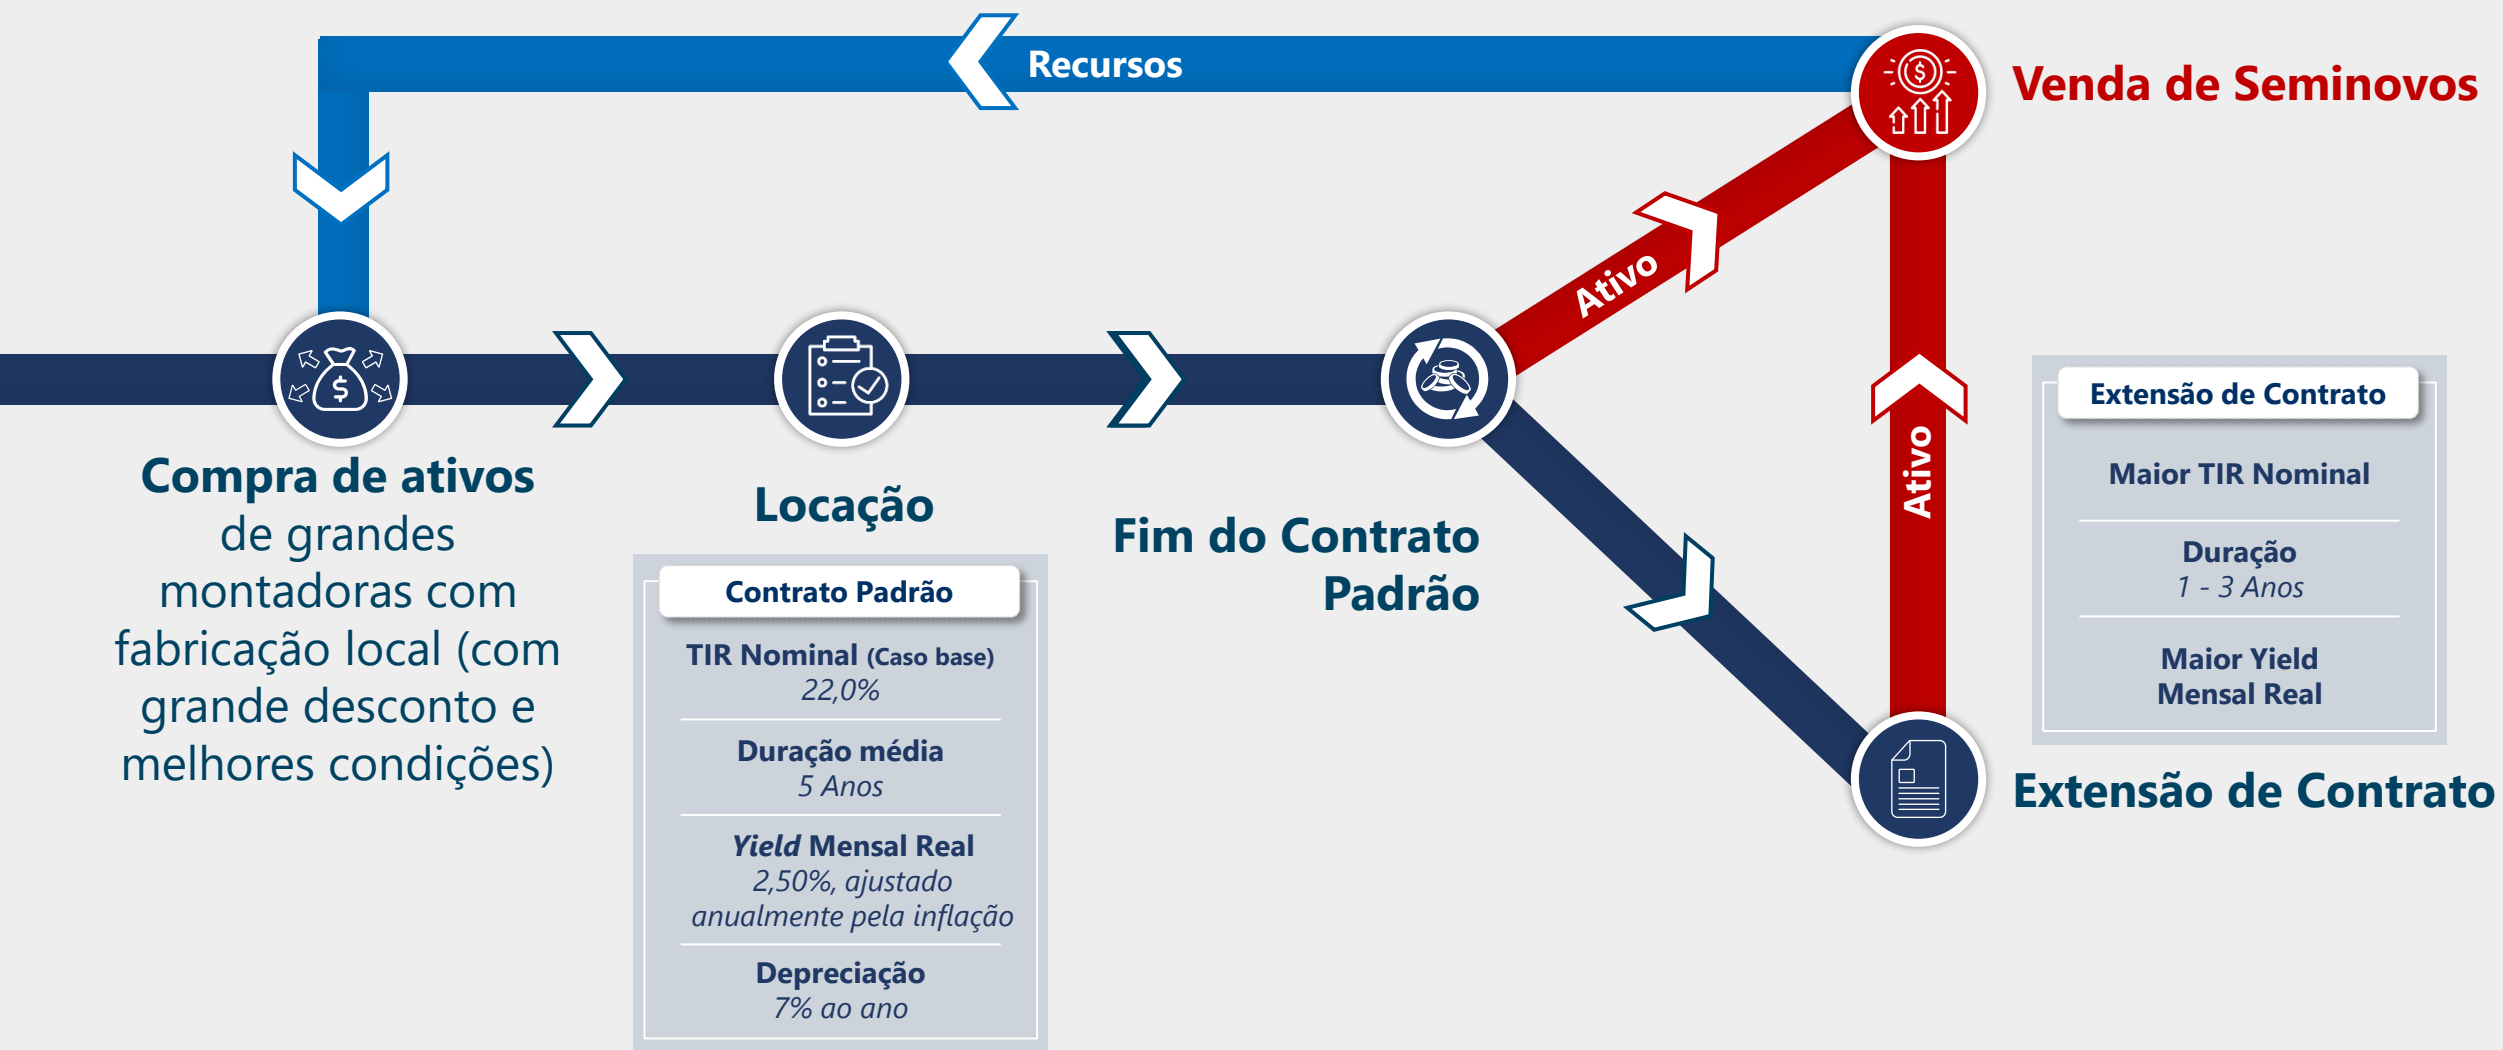 Recursos
Venda de Seminovos
Ativo
Ativo
Compra de ativos
de grandes
montadoras com
fabricação local (com
grande desconto e
melhores condições)
Locação
Contrato Padrão
TIR Nominal (Caso base)
22,0%
Duração média
5 Anos
Yield Mensal Real
2,50%, ajustado
anualmente pela inflação
Depreciação
7% ao ano
Fim do Contrato
Padrão
Extensão de Contrato
Maior TIR Nominal
Duração
1 - 3 Anos
Maior Yield
Mensal Real
Extensão de Contrato